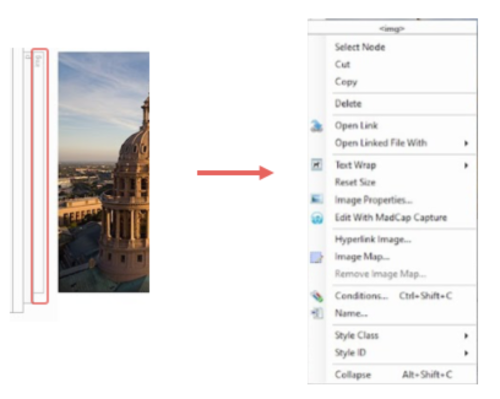 <img>
Select Node
Cut
Copy
Delete
Open Link
Open Linked File With
Text Wrap
Reset Size
Image Properties...
Edit With MadCap Capture
Hyperlink Image...
Image Map...
Remove Image Map...
Conditions... Ctrl+Shift+C
Name...
Style Class
Style ID
Collapse Alt+Shift+C